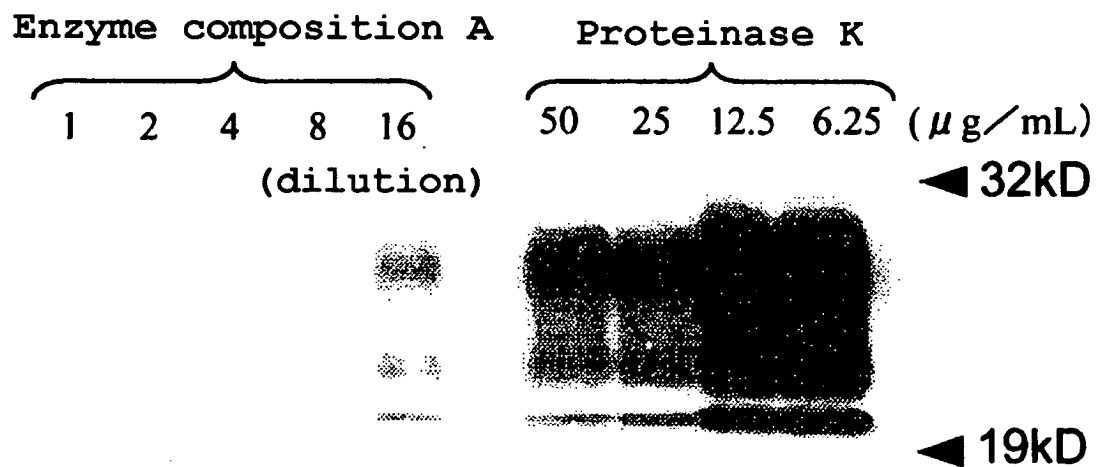 Enzyme composition A Proteinase K
1 2 4 8 16 50 25 12.5 6.25 (μg/mL)
(dilution) ◀ 32kD
◀ 19kD